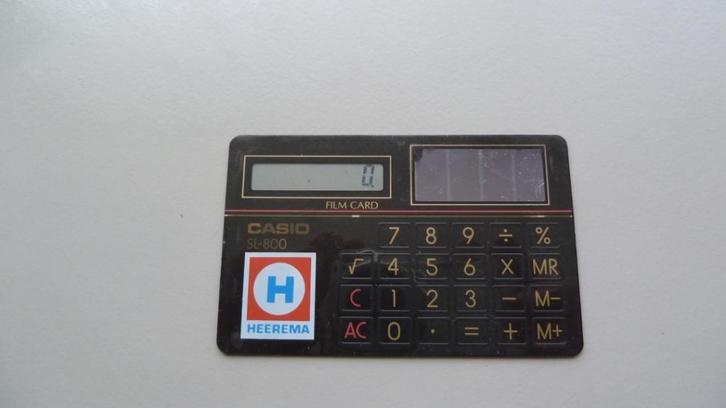 0.
FILM CARD
CASIO
SL-800
7 8 9 ÷ %
√ 4 5 6 X MR
C 1 2 3 − M−
AC 0 · = + M+
H
HEEREMA